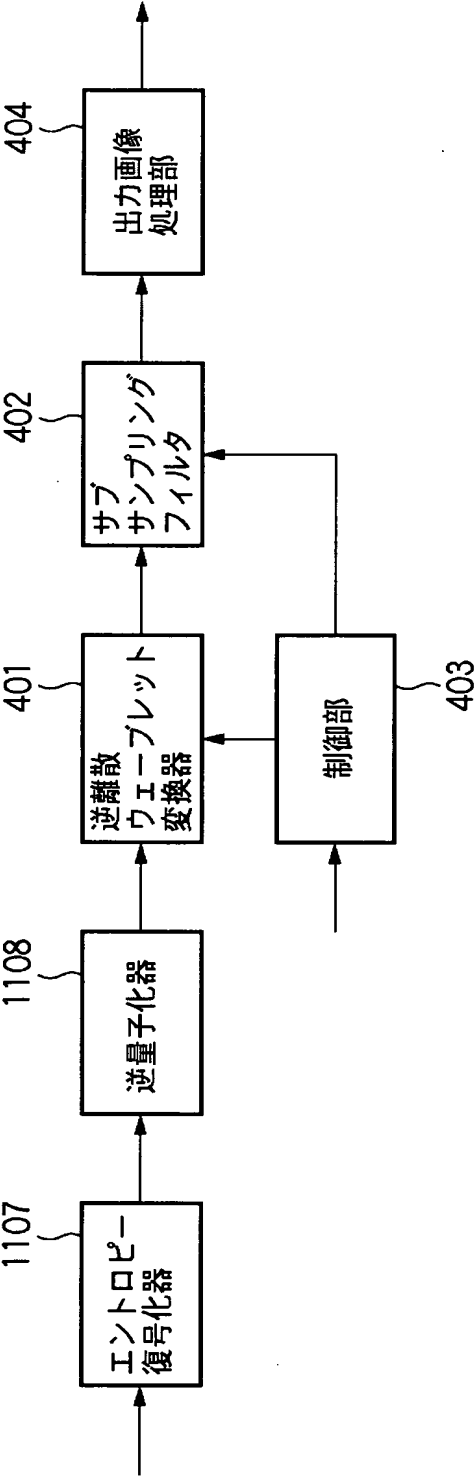 1107
エントロピー
復号化器
1108
逆量子化器
401
逆離散
ウェーブレット
変換器
402
サブ
サンプリング
フィルタ
404
出力画像
処理部
制御部
403